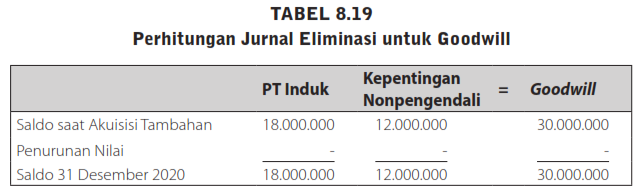 TABEL 8.19
Perhitungan Jurnal Eliminasi untuk Goodwill
PT Induk Kepentingan Nonpengendali = Goodwill
Saldo saat Akuisisi Tambahan 18.000.000 12.000.000 30.000.000
Penurunan Nilai - - -
Saldo 31 Desember 2020 18.000.000 12.000.000 30.000.000